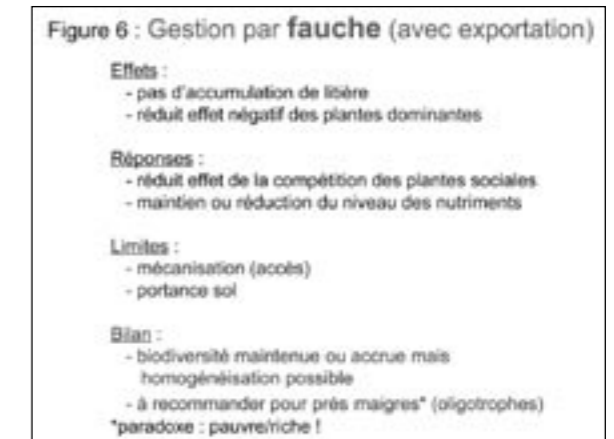 Figure 6 : Gestion par fauche (avec exportation)
Effets :
- pas d'accumulation de litière
- réduit effet négatif des plantes dominantes
Réponses :
- réduit effet de la compétition des plantes sociales
- maintien ou réduction du niveau des nutriments
Limites :
- mécanisation (accès)
- portance sol
Bilan :
- biodiversité maintenue ou accrue mais
homogénéisation possible
- à recommander pour prés maigres* (oligotrophes)
*paradoxe : pauvre/riche !